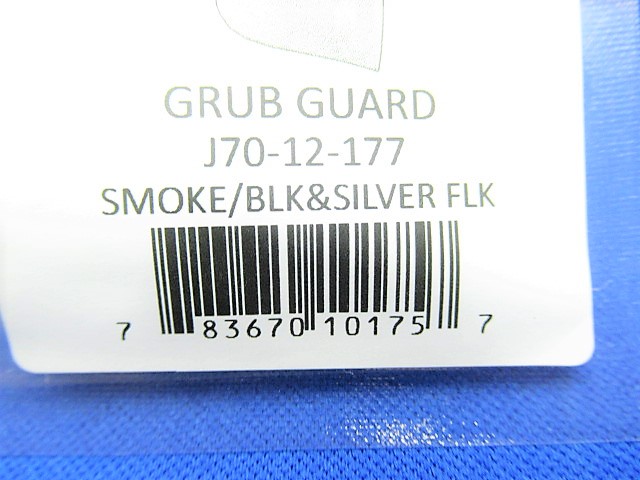 GRUB GUARD
J70-12-177
SMOKE/BLK&SILVER FLK
7 83670 10175 7